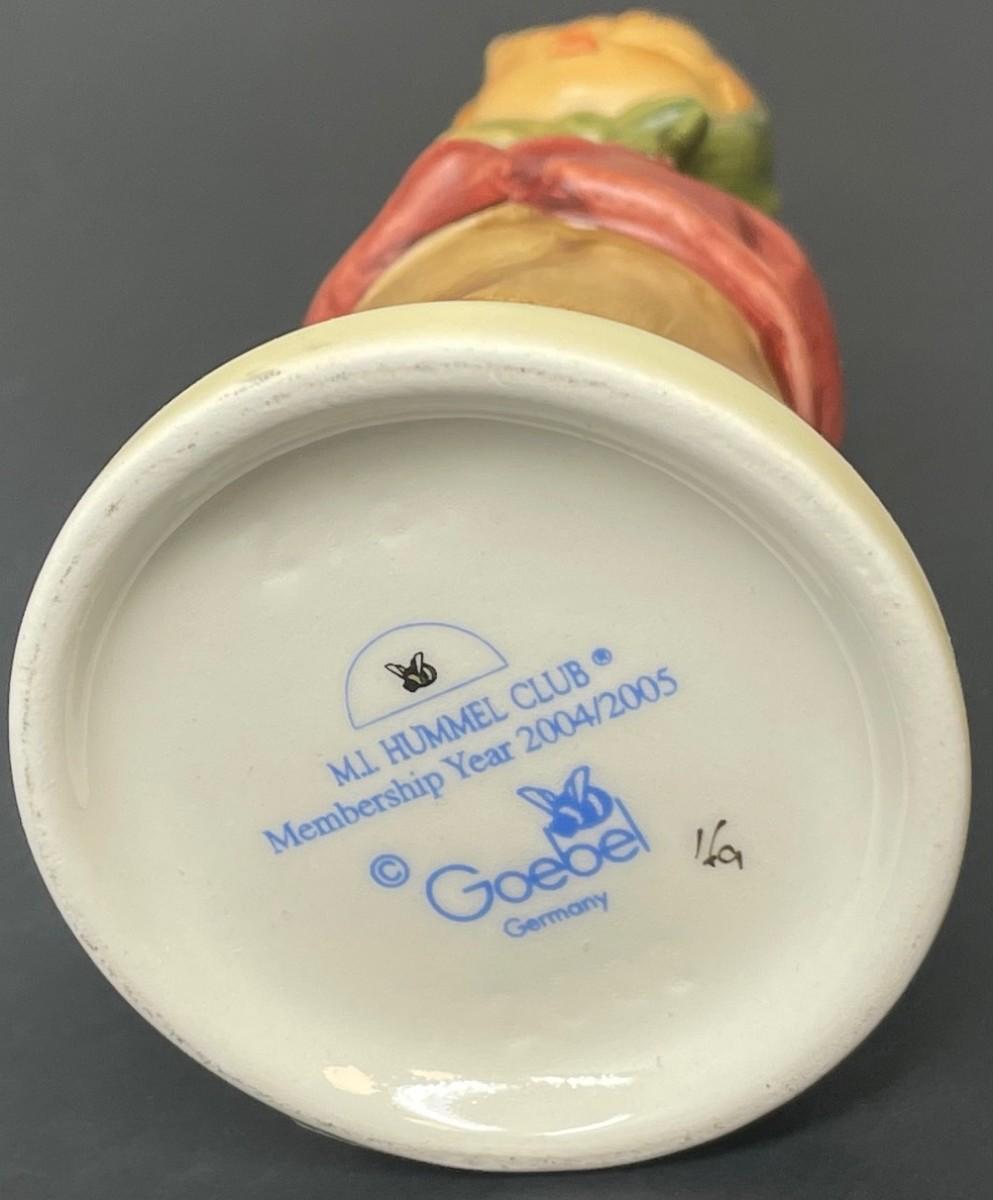 M.I. HUMMEL CLUB ®
Membership Year 2004/2005
© Goebel
Germany